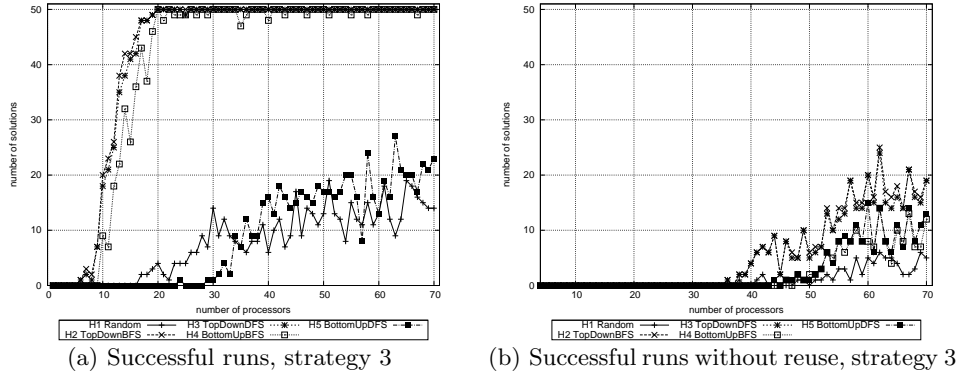 50
40
30
20
10
0
number of solutions
0 10 20 30 40 50 60 70
number of processors
H1 Random H3 TopDownDFS H5 BottomUpDFS
H2 TopDownBFS H4 BottomUpBFS
(a) Successful runs, strategy 3
50
40
30
20
10
0
number of solutions
10 20 30 40 50 60 70
number of processors
H1 Random H3 TopDownDFS H5 BottomUpDFS
H2 TopDownBFS H4 BottomUpBFS
(b) Successful runs without reuse, strategy 3